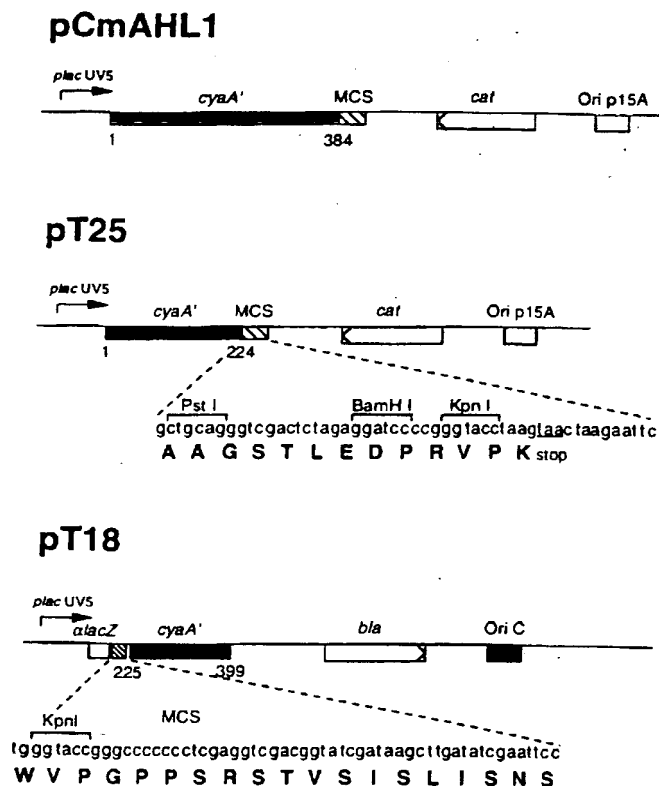 pCmAHL1
plac UV5
cyaA' MCS cat Ori p15A
1 384
pT25
plac UV5
cyaA' MCS cat Ori p15A
1 224
Pst I BamH I Kpn I
gctgcagggtcgactctagaggatccccgggtacctaagtaactaagaattc
A A G S T L E D P R V P K stop
pT18
plac UV5
αlacZ cyaA' bla Ori C
225 399
KpnI MCS
tgggtaccgggccccccctcgaggtcgacggtatcgataagcttgatatcgaattcc
W V P G P P S R S T V S I S L I S N S